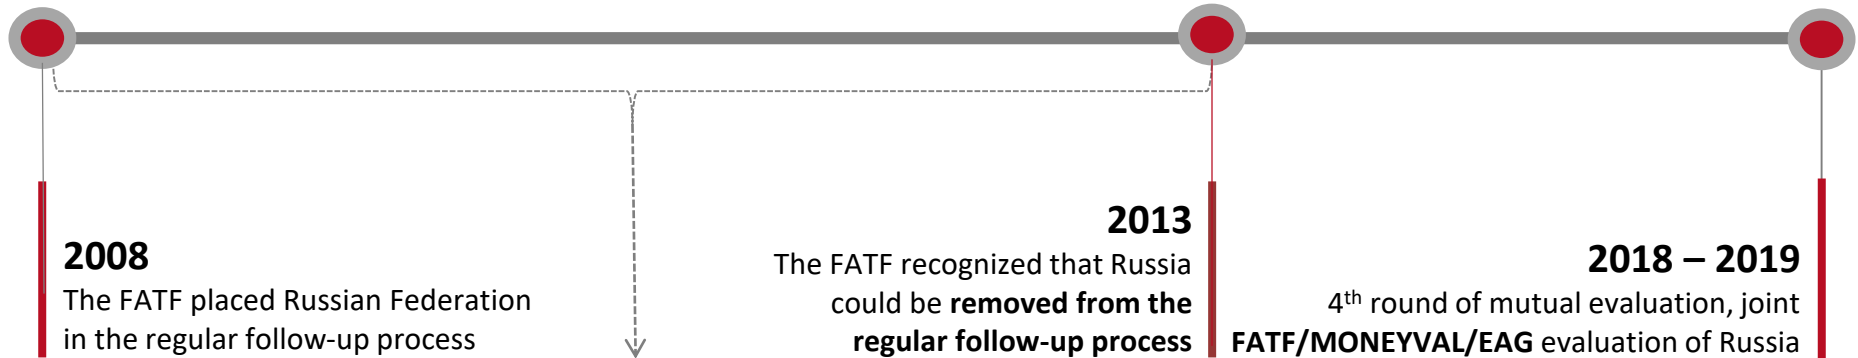 2008
The FATF placed Russian Federation
in the regular follow-up process
2013
The FATF recognized that Russia
could be removed from the
regular follow-up process
2018 – 2019
4th round of mutual evaluation, joint
FATF/MONEYVAL/EAG evaluation of Russia